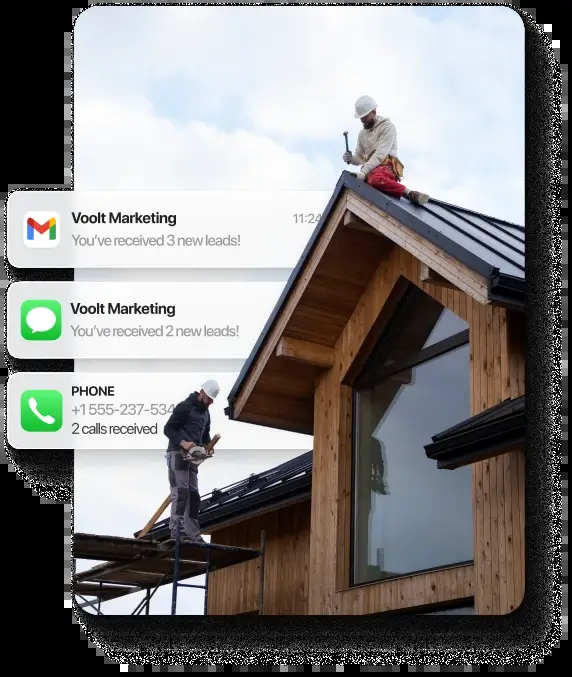 Voolt Marketing
11:24
You've received 3 new leads!
Voolt Marketing
You've received 2 new leads!
PHONE
+1 555-237-534
2 calls received